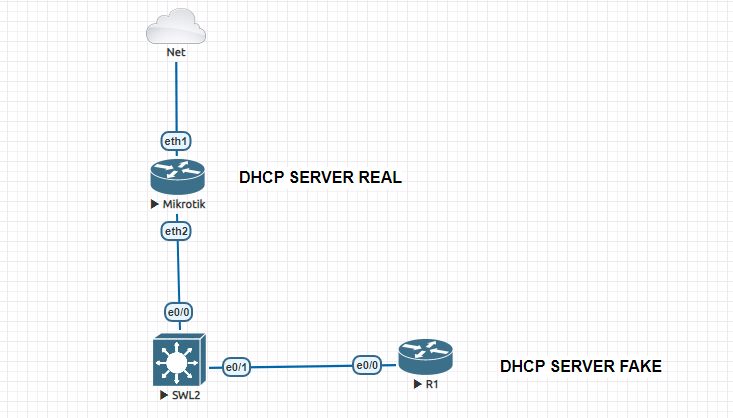 Net
eth1
DHCP SERVER REAL
Mikrotik
eth2
e0/0
e0/1
e0/0
DHCP SERVER FAKE
R1
SWL2